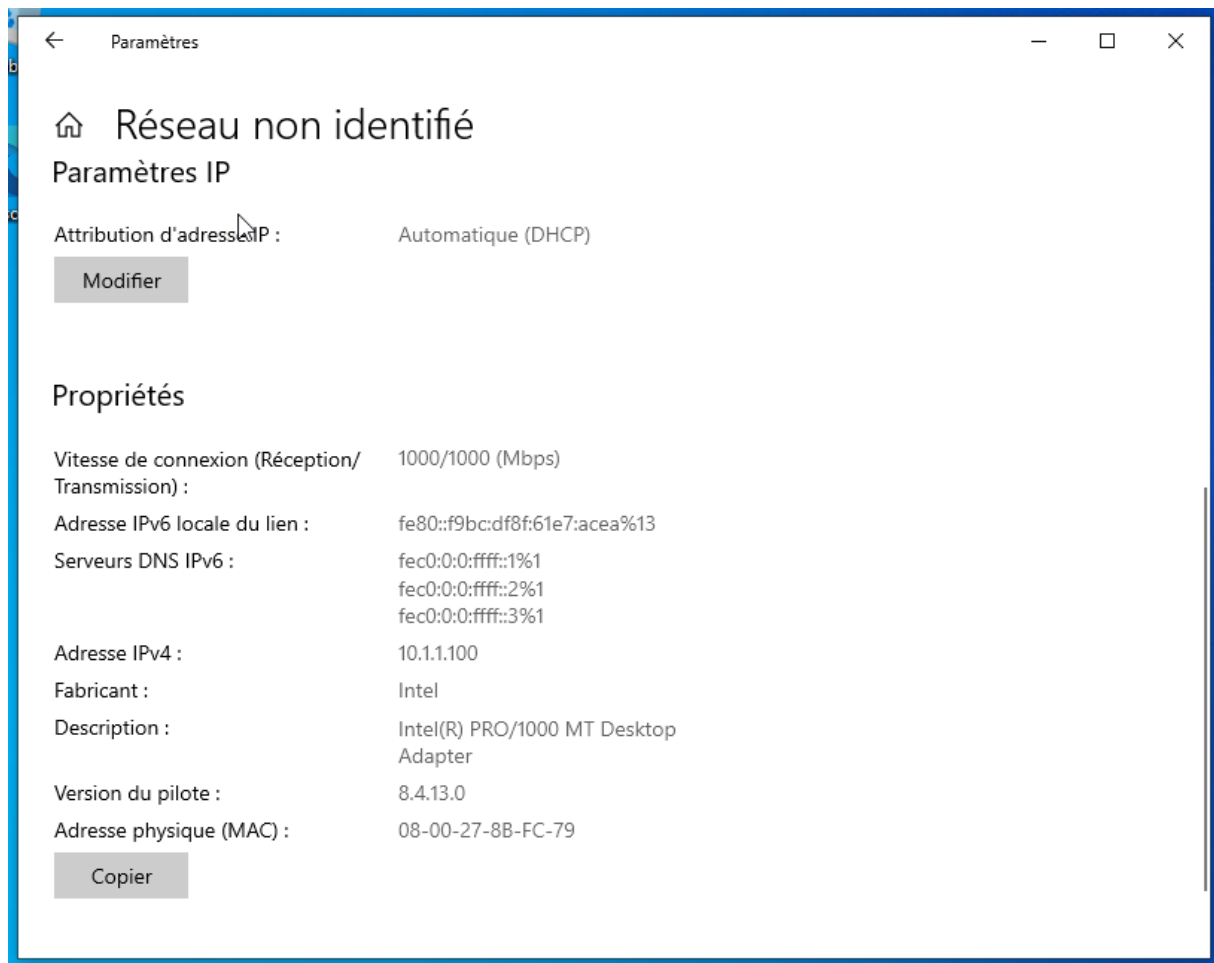 Paramètres
Réseau non identifié
Paramètres IP
Attribution d'adresse IP :
Automatique (DHCP)
Modifier
Propriétés
Vitesse de connexion (Réception/
Transmission) :
1000/1000 (Mbps)
Adresse IPv6 locale du lien :
fe80::f9bc:df8f:61e7:acea%13
Serveurs DNS IPv6 :
fec0:0:0:ffff::1%1
fec0:0:0:ffff::2%1
fec0:0:0:ffff::3%1
Adresse IPv4 :
10.1.1.100
Fabricant :
Intel
Description :
Intel(R) PRO/1000 MT Desktop
Adapter
Version du pilote :
8.4.13.0
Adresse physique (MAC) :
08-00-27-8B-FC-79
Copier